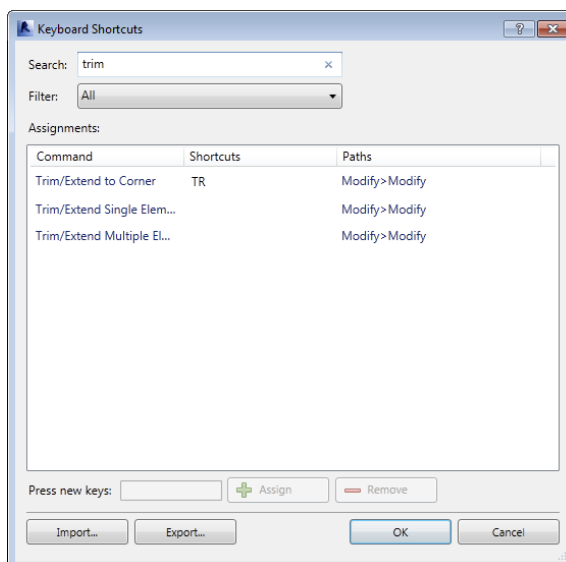 Keyboard Shortcuts
Search: trim
Filter: All
Assignments:
Command Shortcuts Paths
Trim/Extend to Corner TR Modify>Modify
Trim/Extend Single Elem... Modify>Modify
Trim/Extend Multiple El... Modify>Modify
Press new keys: Assign Remove
Import... Export... OK Cancel